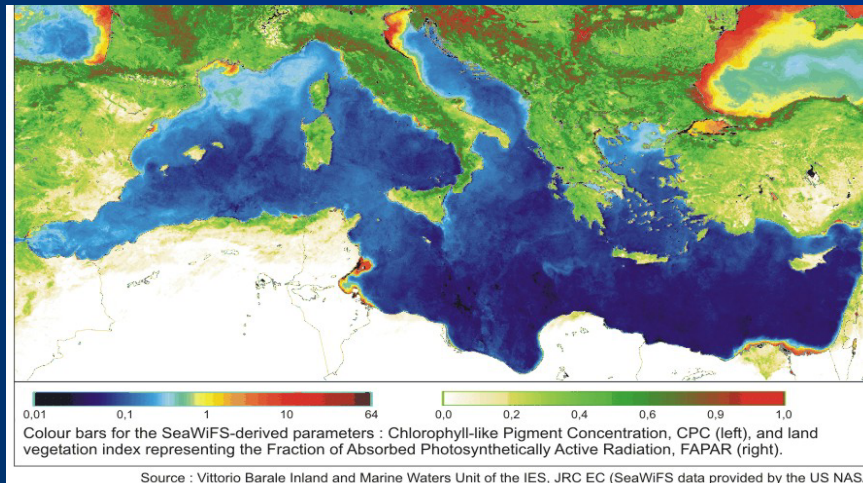 0,01 0,1 1 10 64 0,0 0,2 0,4 0,6 0,8 0,9 1,0
Colour bars for the SeaWiFS-derived parameters : Chlorophyll-like Pigment Concentration, CPC (left), and land
vegetation index representing the Fraction of Absorbed Photosynthetically Active Radiation, FAPAR (right).
Source : Vittorio Barale Inland and Marine Waters Unit of the IES, JRC EC (SeaWiFS data provided by the US NAS